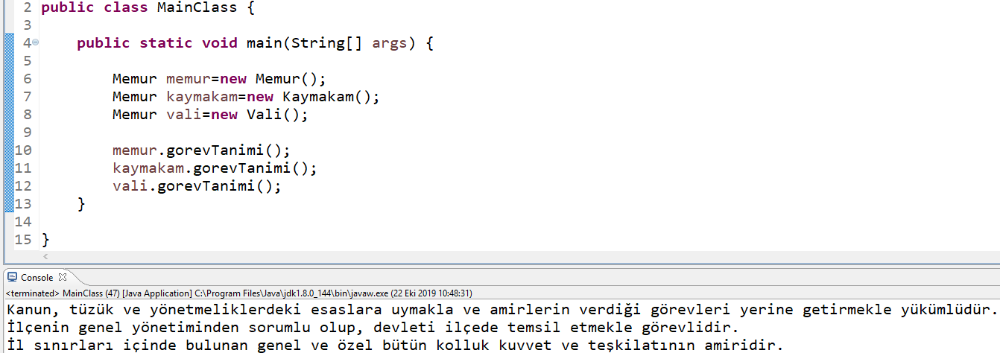 2 public class MainClass {
3
4 public static void main(String[] args) {
5
6 Memur memur=new Memur();
7 Memur kaymakam=new Kaymakam();
8 Memur vali=new Vali();
9
10 memur.gorevTanimi();
11 kaymakam.gorevTanimi();
12 vali.gorevTanimi();
13 }
14
15 }
Console
<terminated> MainClass (47) [Java Application] C:\Program Files\Java\jdk1.8.0_144\bin\javaw.exe (22 Eki 2019 10:48:31)
Kanun, tüzük ve yönetmeliklerdeki esaslara uymakla ve amirlerin verdiği görevleri yerine getirmekle yükümlüdür.
İlçenin genel yönetiminden sorumlu olup, devleti ilçede temsil etmekle görevlidir.
İl sınırları içinde bulunan genel ve özel bütün kolluk kuvvet ve teşkilatının amiridir.